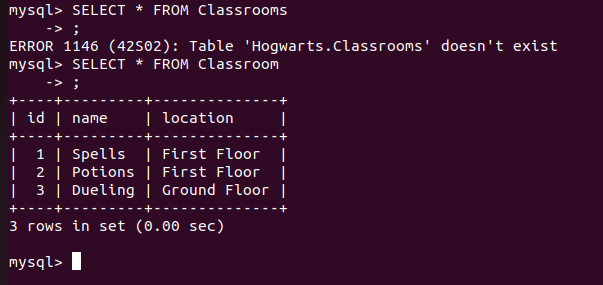 mysql> SELECT * FROM Classrooms
    -> ;
ERROR 1146 (42S02): Table 'Hogwarts.Classrooms' doesn't exist
mysql> SELECT * FROM Classroom
    -> ;
+----+---------+--------------+
| id | name    | location     |
+----+---------+--------------+
|  1 | Spells  | First Floor  |
|  2 | Potions | First Floor  |
|  3 | Dueling | Ground Floor |
+----+---------+--------------+
3 rows in set (0.00 sec)

mysql>